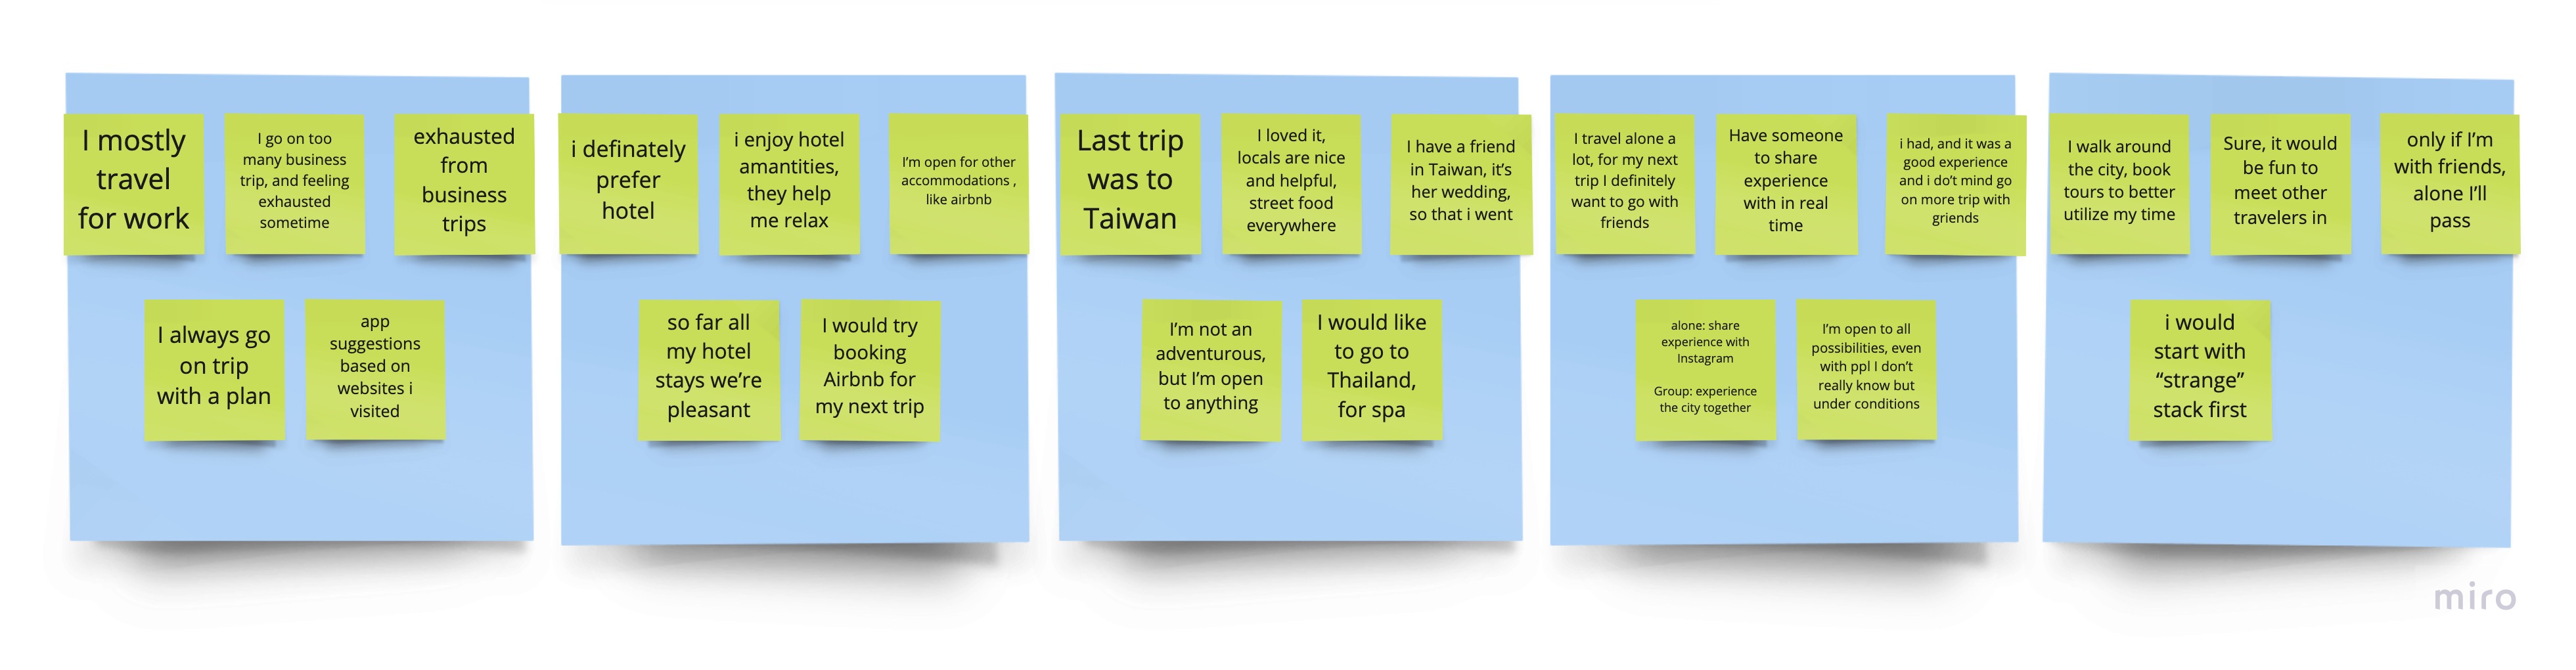 I mostly
travel
for work
I go on too
many business
trip, and feeling
exhausted
sometime
exhausted
from
business
trips
I always go
on trip
with a plan
app
suggestions
based on
websites i
visited
i definately
prefer
hotel
i enjoy hotel
amantities,
they help
me relax
I'm open for other
accommodations ,
like airbnb
so far all
my hotel
stays we're
pleasant
I would try
booking
Airbnb for
my next trip
Last trip
was to
Taiwan
I loved it,
locals are nice
and helpful,
street food
everywhere
I have a friend
in Taiwan, it's
her wedding,
so that i went
I'm not an
adventurous,
but I'm open
to anything
I would like
to go to
Thailand,
for spa
I travel alone a
lot, for my next
trip I definitely
want to go with
friends
Have someone
to share
experience
with in real
time
i had, and it was a
good experience
and i do't mind go
on more trip with
griends
alone: share
experience with
Instagram
Group: experience
the city together
I'm open to all
possibilities, even
with ppl I don't
really know but
under conditions
I walk around
the city, book
tours to better
utilize my time
Sure, it would
be fun to
meet other
travelers in
only if I'm
with friends,
alone I'll
pass
i would
start with
“strange”
stack first
miro